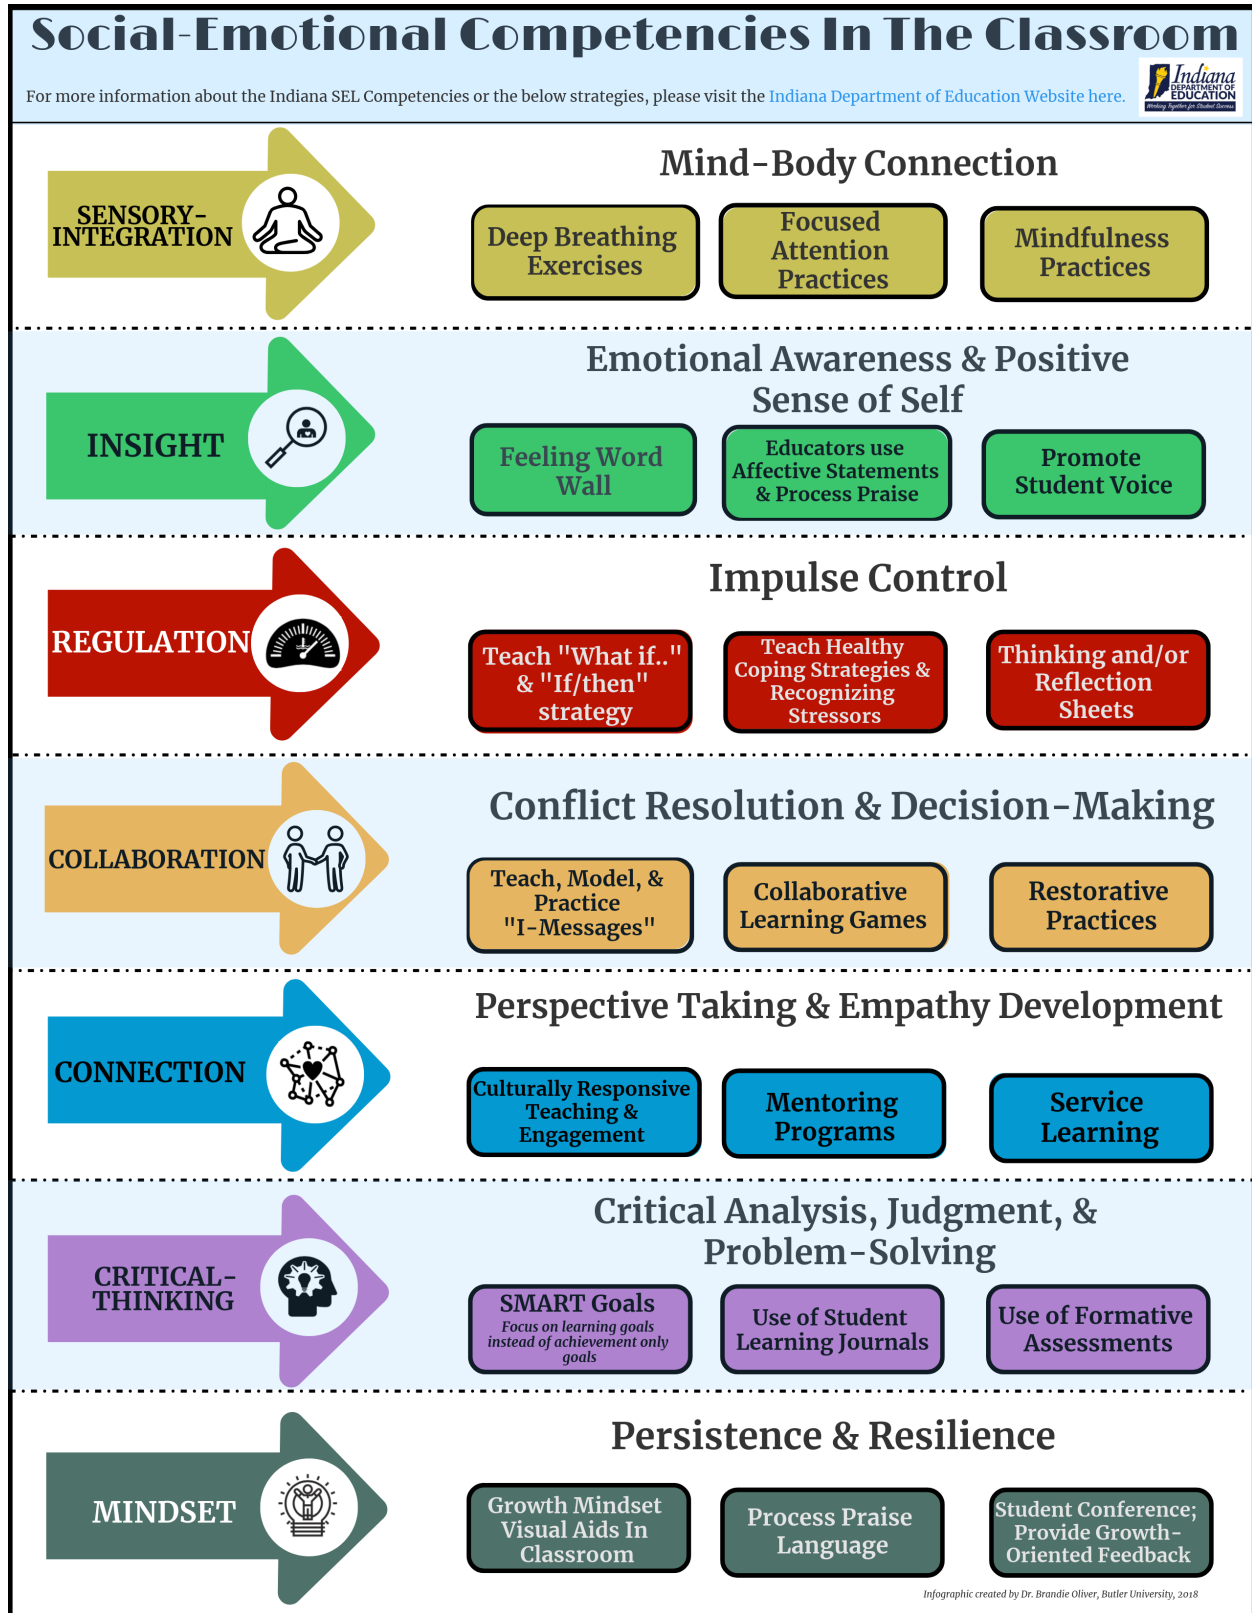 Social-Emotional Competencies In The Classroom
For more information about the Indiana SEL Competencies or the below strategies, please visit the Indiana Department of Education Website here.
Indiana
DEPARTMENT OF
EDUCATION
Working Together for Student Success
SENSORY-
INTEGRATION
Mind-Body Connection
Deep Breathing
Exercises
Focused
Attention
Practices
Mindfulness
Practices
INSIGHT
Emotional Awareness & Positive
Sense of Self
Feeling Word
Wall
Educators use
Affective Statements
& Process Praise
Promote
Student Voice
REGULATION
Impulse Control
Teach "What if.."
& "If/then"
strategy
Teach Healthy
Coping Strategies &
Recognizing
Stressors
Thinking and/or
Reflection
Sheets
COLLABORATION
Conflict Resolution & Decision-Making
Teach, Model, &
Practice
"I-Messages"
Collaborative
Learning Games
Restorative
Practices
CONNECTION
Perspective Taking & Empathy Development
Culturally Responsive
Teaching &
Engagement
Mentoring
Programs
Service
Learning
CRITICAL-
THINKING
Critical Analysis, Judgment, &
Problem-Solving
SMART Goals
Focus on learning goals
instead of achievement only
goals
Use of Student
Learning Journals
Use of Formative
Assessments
MINDSET
Persistence & Resilience
Growth Mindset
Visual Aids In
Classroom
Process Praise
Language
Student Conference;
Provide Growth-
Oriented Feedback
Infographic created by Dr. Brandie Oliver, Butler University, 2018